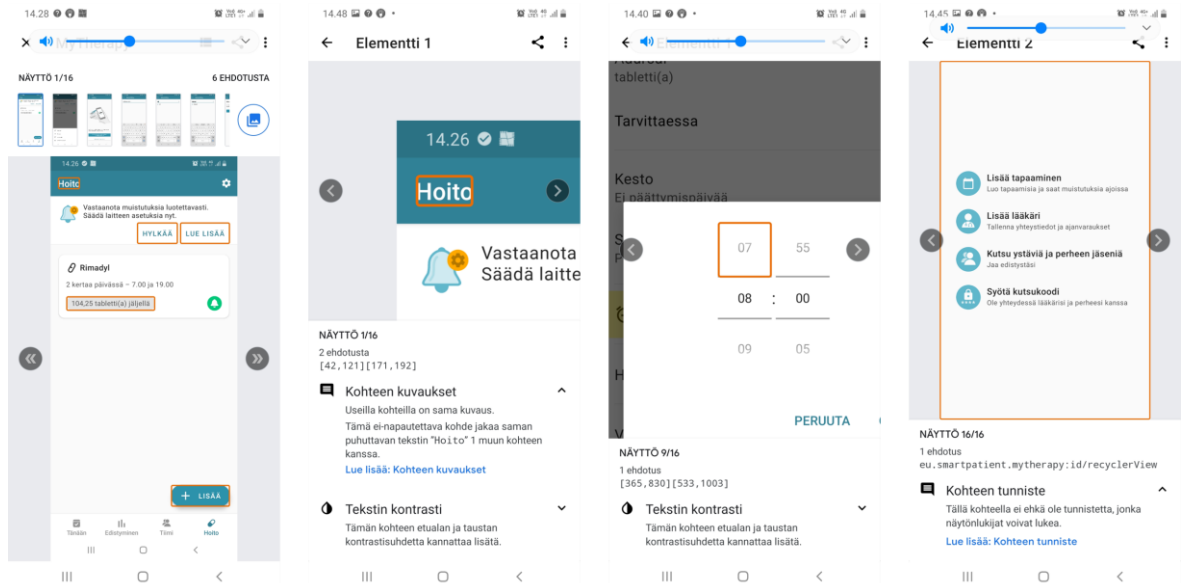 14.28
MyTherapy
NÄYTTÖ 1/16
6 EHDOTUSTA
14.26
Hoito
Vastaanota muistutuksia luotettavasti.
Säädä laitteen asetuksia nyt.
HYLKÄÄ
LUE LISÄÄ
Rimadyl
2 kertaa päivässä – 7.00 ja 19.00
104,25 tabletti(a) jäljellä
+ LISÄÄ
Tänään
Edistyminen
Tiimi
Hoito
14.48
Elementti 1
14.26
Hoito
Vastaanota
Säädä laitte
NÄYTTÖ 1/16
2 ehdotusta
[42,121][171,192]
Kohteen kuvaukset
Useilla kohteilla on sama kuvaus.
Tämä ei-napautettava kohde jakaa saman
puhuttavan tekstin "Hoito" 1 muun kohteen
kanssa.
Lue lisää: Kohteen kuvaukset
Tekstin kontrasti
Tämän kohteen etualan ja taustan
kontrastisuhdetta kannattaa lisätä.
14.40
Elementti 1
tabletti(a)
Tarvittaessa
Kesto
Ei päättymispäivää
07 55
08 : 00
09 05
PERUUTA
NÄYTTÖ 9/16
1 ehdotus
[365,830][533,1003]
Tekstin kontrasti
Tämän kohteen etualan ja taustan
kontrastisuhdetta kannattaa lisätä.
14.45
Elementti 2
Lisää tapaaminen
Luo tapaamisia ja saat muistutuksia ajoissa
Lisää lääkäri
Tallenna yhteystiedot ja ajanvaraukset
Kutsu ystäviä ja perheen jäseniä
Jaa edistystäsi
Syötä kutsukoodi
Ole yhteydessä lääkärisi ja perheesi kanssa
NÄYTTÖ 16/16
1 ehdotus
eu.smartpatient.mytherapy:id/recyclerView
Kohteen tunniste
Tällä kohteella ei ehkä ole tunnistetta, jonka
näytönlukijat voivat lukea.
Lue lisää: Kohteen tunniste